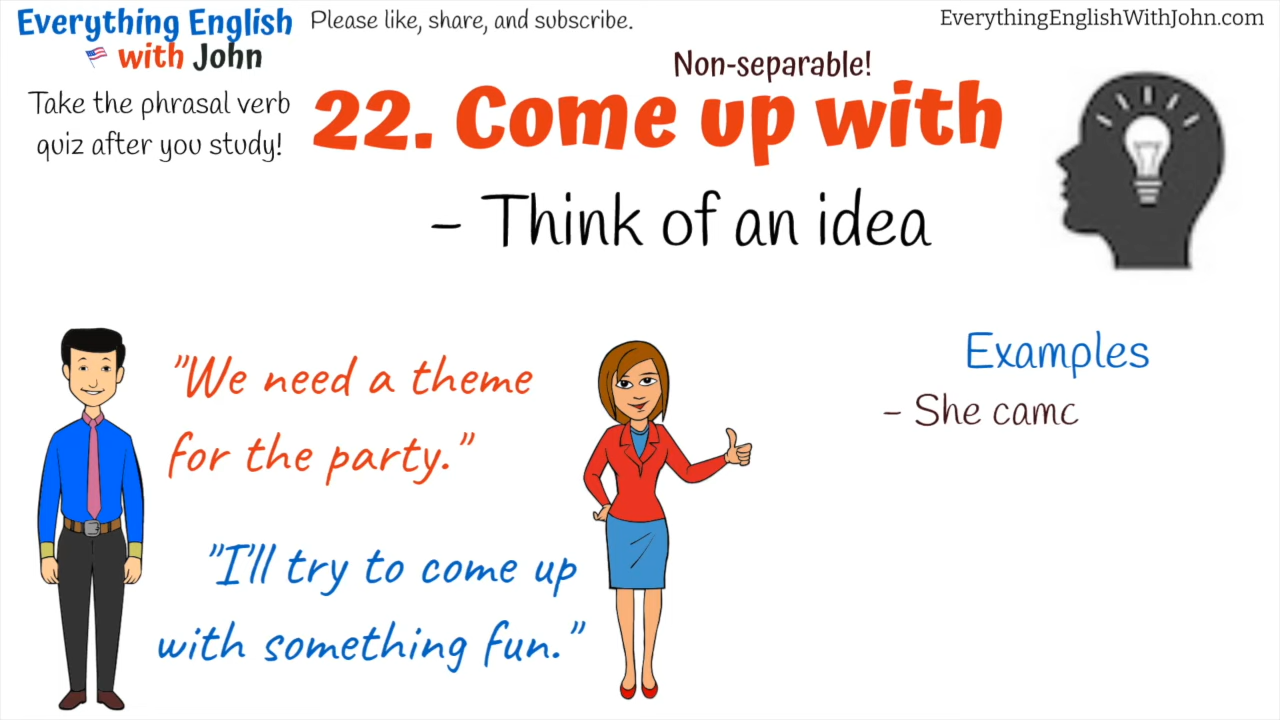 Everything English
with John
Please like, share, and subscribe.
EverythingEnglishWithJohn.com
Take the phrasal verb
quiz after you study!
Non-separable!
22. Come up with
- Think of an idea
"We need a theme
for the party."
"I'll try to come up
with something fun."
Examples
- She camc